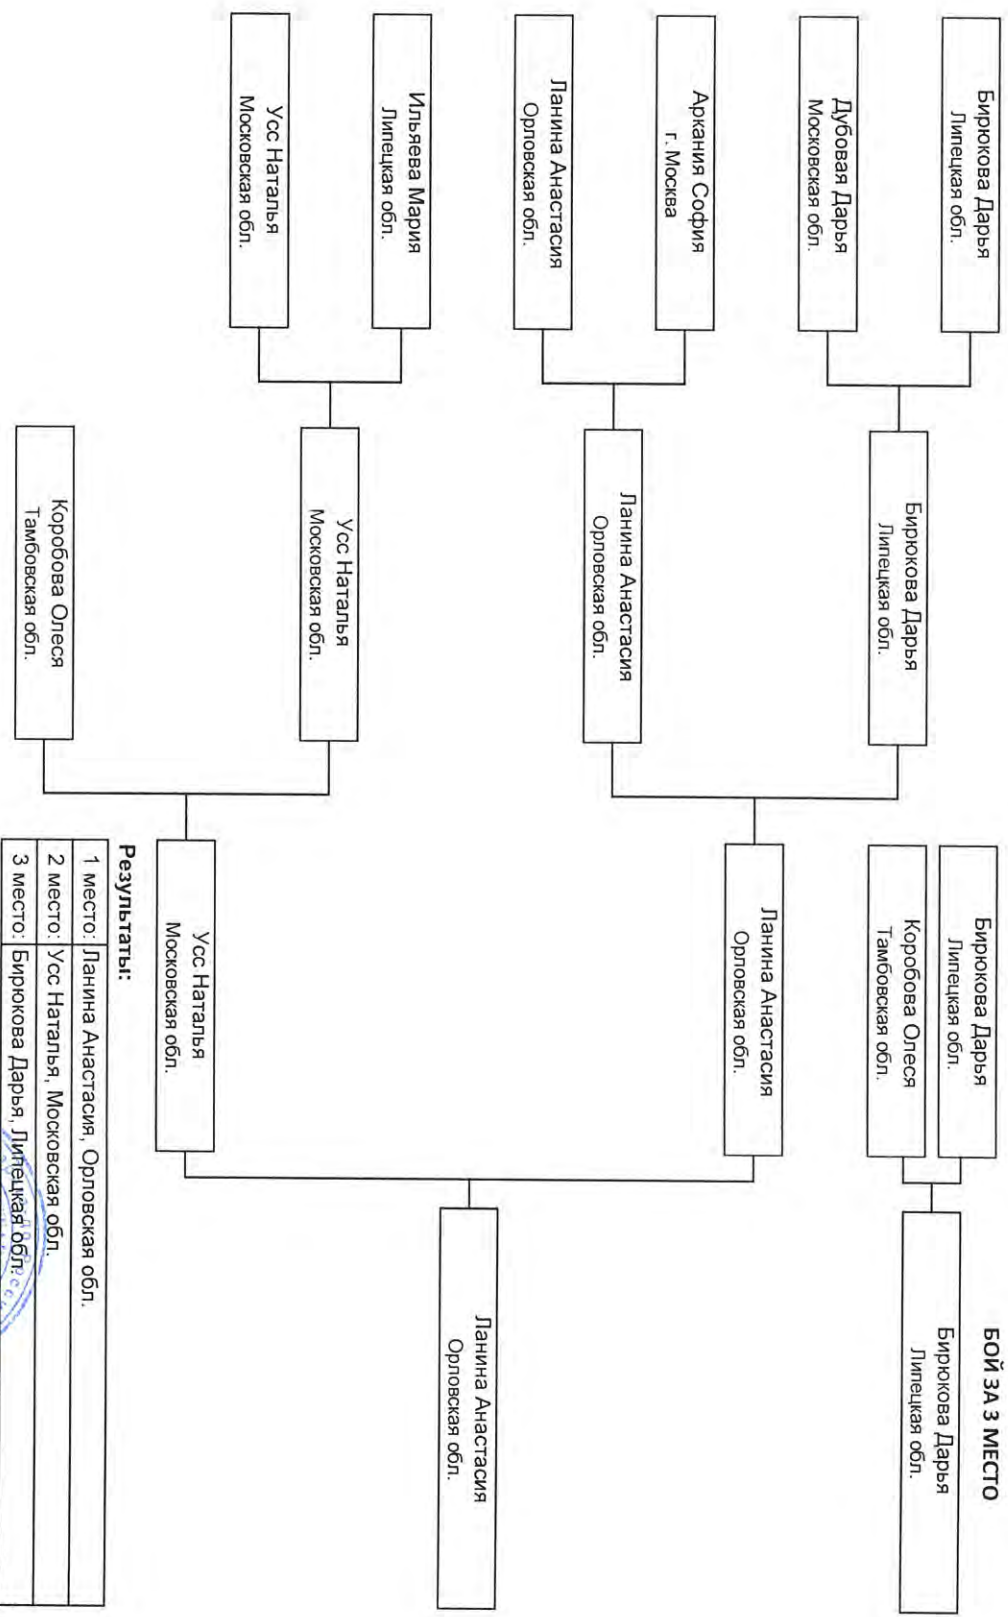 БОЙ ЗА 3 МЕСТО
Бирюкова Дарья
Липецкая обл.
Дубовая Дарья
Московская обл.
Аркания София
г. Москва
Ланина Анастасия
Орловская обл.
Ильяева Мария
Липецкая обл.
Усс Наталья
Московская обл.
Бирюкова Дарья
Липецкая обл.
Ланина Анастасия
Орловская обл.
Усс Наталья
Московская обл.
Коробова Олеся
Тамбовская обл.
Бирюкова Дарья
Липецкая обл.
Коробова Олеся
Тамбовская обл.
Ланина Анастасия
Орловская обл.
Усс Наталья
Московская обл.
Бирюкова Дарья
Липецкая обл.
Ланина Анастасия
Орловская обл.
Результаты:
1 место: Ланина Анастасия, Орловская обл.
2 место: Усс Наталья, Московская обл.
3 место: Бирюкова Дарья, Липецкая обл.